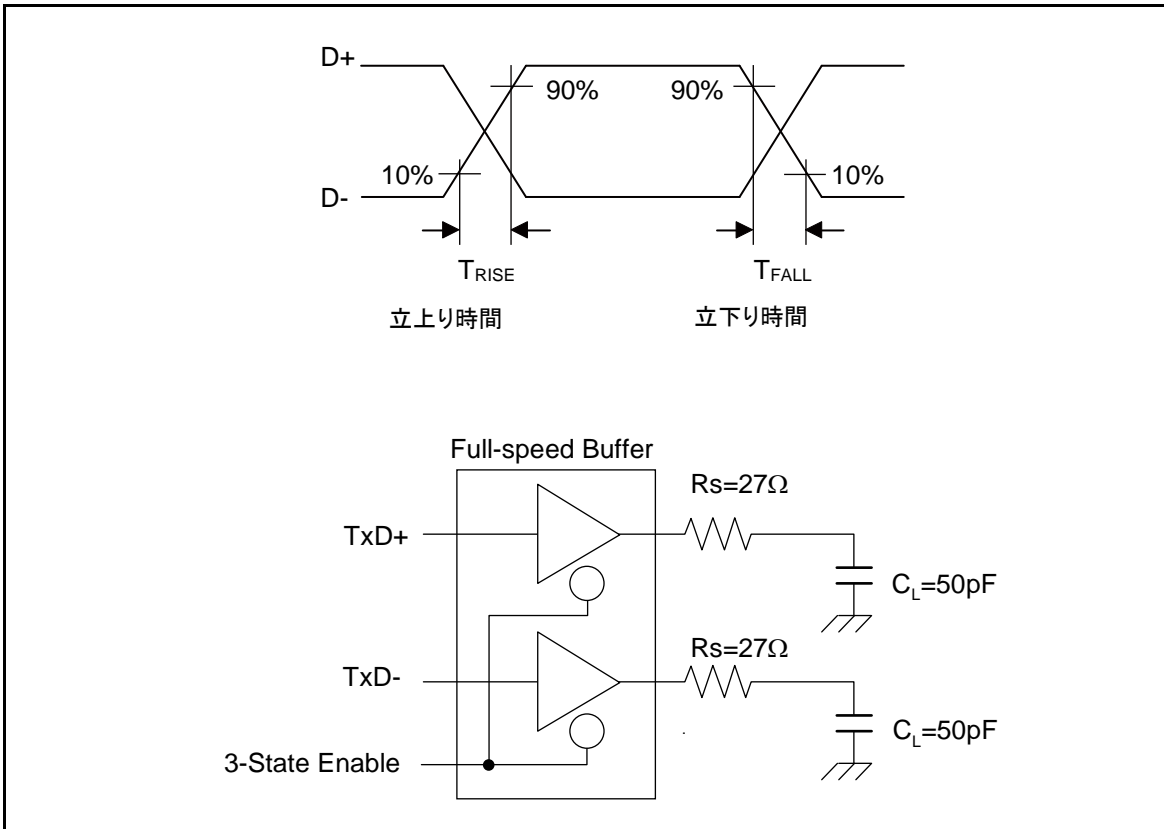 D+
90% 90%
10% 10%
D-
TRISE TFALL
立上り時間 立下り時間
Full-speed Buffer
Rs=27Ω
TxD+
CL=50pF
Rs=27Ω
TxD-
CL=50pF
3-State Enable